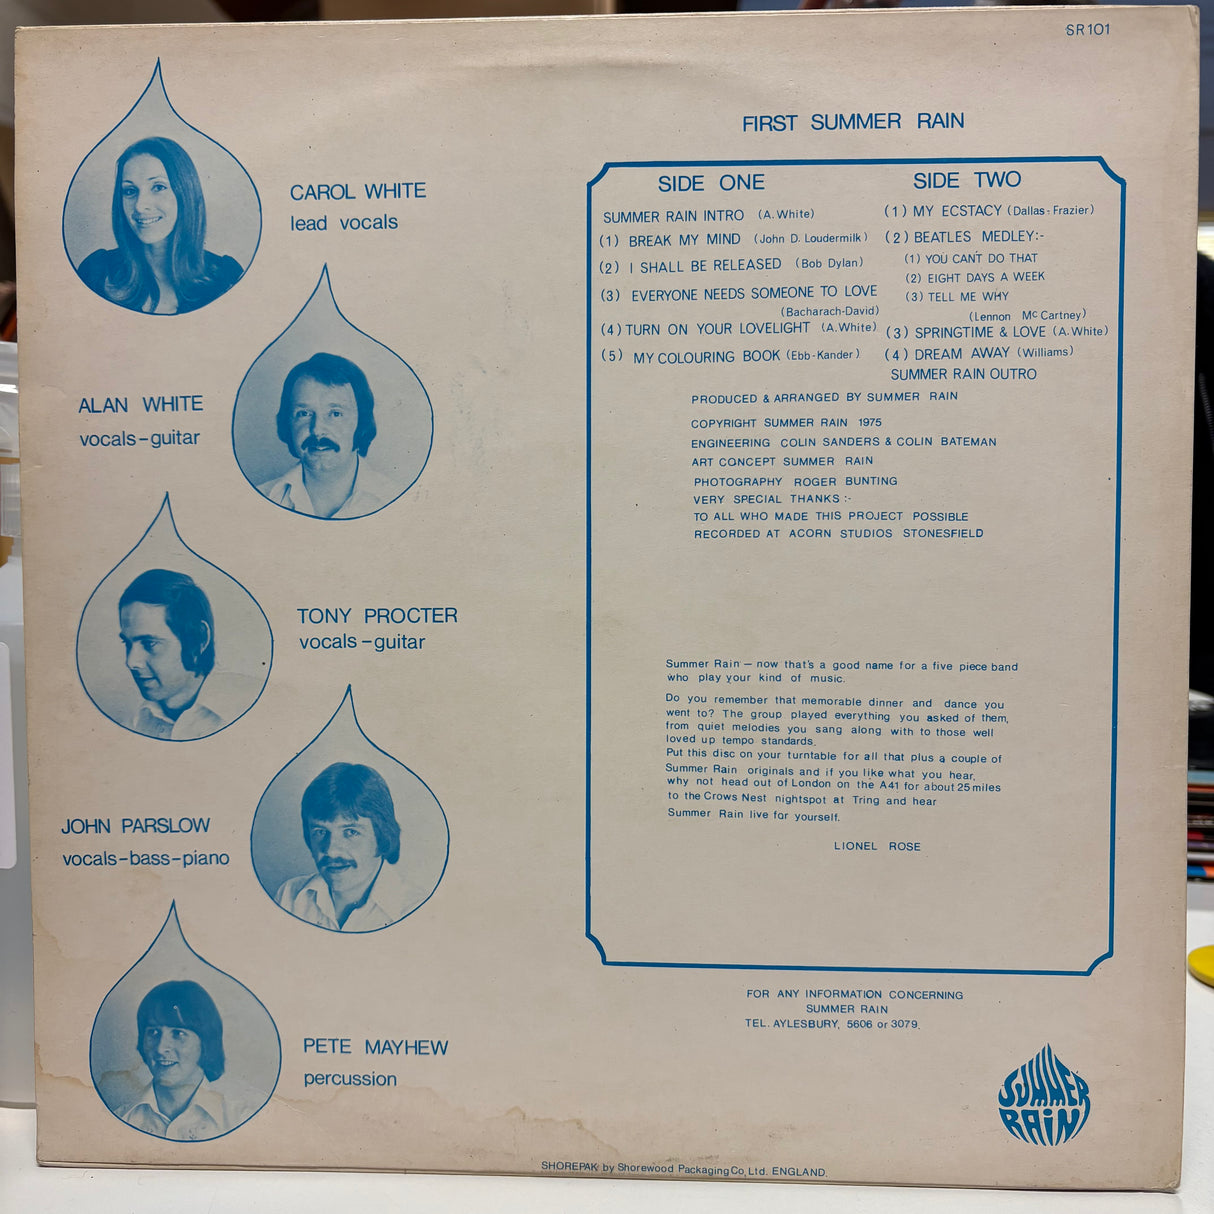 SR101
CAROL WHITE
lead vocals
ALAN WHITE
vocals-guitar
TONY PROCTER
vocals-guitar
JOHN PARSLOW
vocals-bass-piano
PETE MAYHEW
percussion
FIRST SUMMER RAIN
SIDE ONE
SUMMER RAIN INTRO (A. White)
(1) BREAK MY MIND (John D. Loudermilk)
(2) I SHALL BE RELEASED (Bob Dylan)
(3) EVERYONE NEEDS SOMEONE TO LOVE
(Bacharach-David)
(4) TURN ON YOUR LOVELIGHT (A.White)
(5) MY COLOURING BOOK (Ebb-Kander)
SIDE TWO
(1) MY ECSTACY (Dallas-Frazier)
(2) BEATLES MEDLEY:-
(1) YOU CAN'T DO THAT
(2) EIGHT DAYS A WEEK
(3) TELL ME WHY
(Lennon McCartney)
(3) SPRINGTIME & LOVE (A.White)
(4) DREAM AWAY (Williams)
SUMMER RAIN OUTRO
PRODUCED & ARRANGED BY SUMMER RAIN
COPYRIGHT SUMMER RAIN 1975
ENGINEERING COLIN SANDERS & COLIN BATEMAN
ART CONCEPT SUMMER RAIN
PHOTOGRAPHY ROGER BUNTING
VERY SPECIAL THANKS:-
TO ALL WHO MADE THIS PROJECT POSSIBLE
RECORDED AT ACORN STUDIOS STONESFIELD
Summer Rain — now that's a good name for a five piece band
who play your kind of music.
Do you remember that memorable dinner and dance you
went to? The group played everything you asked of them,
from quiet melodies you sang along with to those well
loved up tempo standards.
Put this disc on your turntable for all that plus a couple of
Summer Rain originals and if you like what you hear,
why not head out of London on the A41 for about 25 miles
to the Crows Nest nightspot at Tring and hear
Summer Rain live for yourself.
LIONEL ROSE
FOR ANY INFORMATION CONCERNING
SUMMER RAIN
TEL. AYLESBURY, 5606 or 3079.
SUMMER
RAIN
SHOREPAK by Shorewood Packaging Co, Ltd. ENGLAND.